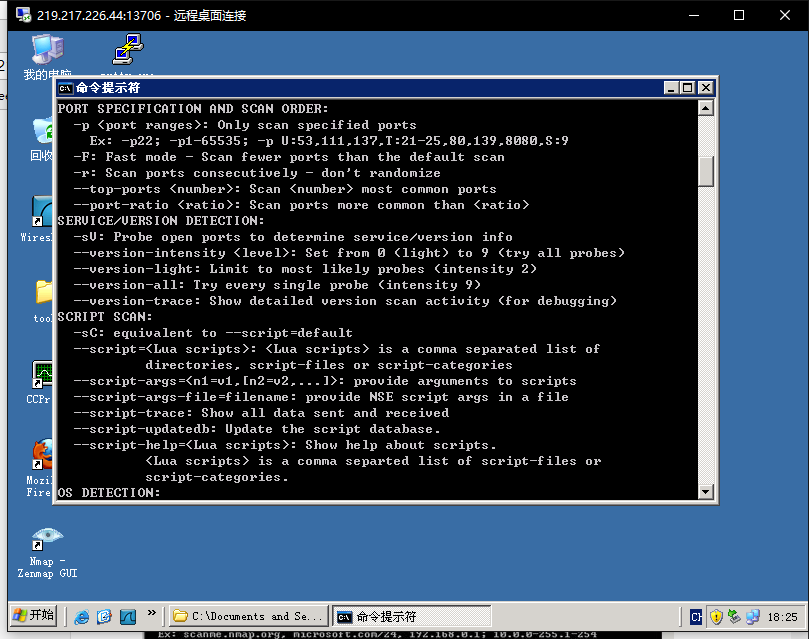 219.217.226.44:13706 - 远程桌面连接
我的电脑
命令提示符
PORT SPECIFICATION AND SCAN ORDER:
-p <port ranges>: Only scan specified ports
Ex: -p22; -p1-65535; -p U:53,111,137,T:21-25,80,139,8080,S:9
-F: Fast mode - Scan fewer ports than the default scan
-r: Scan ports consecutively - don't randomize
--top-ports <number>: Scan <number> most common ports
--port-ratio <ratio>: Scan ports more common than <ratio>
SERVICE/VERSION DETECTION:
-sV: Probe open ports to determine service/version info
--version-intensity <level>: Set from 0 (light) to 9 (try all probes)
--version-light: Limit to most likely probes (intensity 2)
--version-all: Try every single probe (intensity 9)
--version-trace: Show detailed version scan activity (for debugging)
SCRIPT SCAN:
-sC: equivalent to --script=default
--script=<Lua scripts>: <Lua scripts> is a comma separated list of
directories, script-files or script-categories
--script-args=<n1=v1,[n2=v2,...]>: provide arguments to scripts
--script-args-file=filename: provide NSE script args in a file
--script-trace: Show all data sent and received
--script-updatedb: Update the script database.
--script-help=<Lua scripts>: Show help about scripts.
<Lua scripts> is a comma separted list of script-files or
script-categories.
OS DETECTION:
回收
Wires
too
CCPr
Mozil
Fire
Nmap -
Zenmap GUI
开始
C:\Documents and Se...
命令提示符
CH
18:25
Ex: scanme.nmap.org, microsoft.com/24, 192.168.0.1; 10.0.0-255.1-254